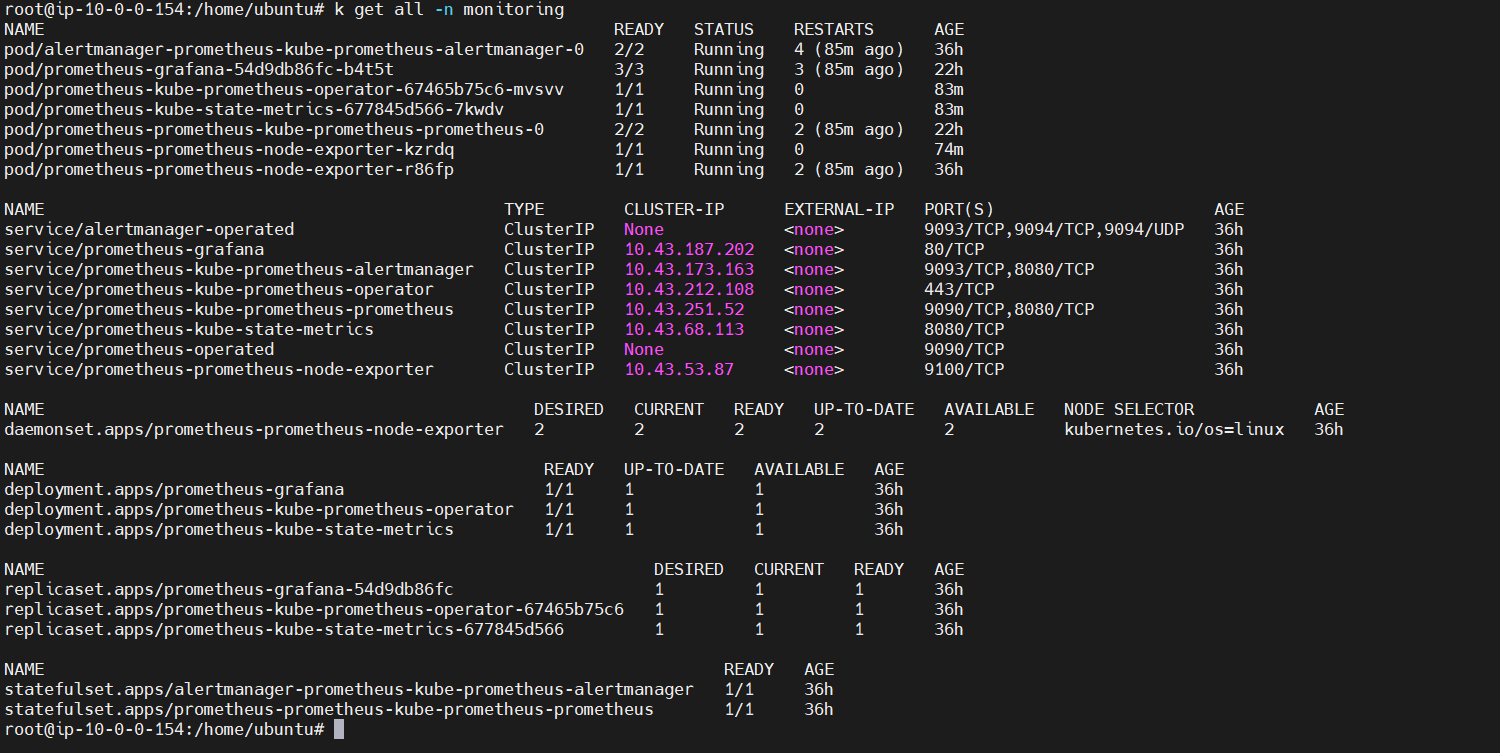 root@ip-10-0-0-154:/home/ubuntu# k get all -n monitoring
NAME READY STATUS RESTARTS AGE
pod/alertmanager-prometheus-kube-prometheus-alertmanager-0 2/2 Running 4 (85m ago) 36h
pod/prometheus-grafana-54d9db86fc-b4t5t 3/3 Running 3 (85m ago) 22h
pod/prometheus-kube-prometheus-operator-67465b75c6-mvsvv 1/1 Running 0 83m
pod/prometheus-kube-state-metrics-677845d566-7kwdv 1/1 Running 0 83m
pod/prometheus-prometheus-kube-prometheus-prometheus-0 2/2 Running 2 (85m ago) 22h
pod/prometheus-prometheus-node-exporter-kzrdq 1/1 Running 0 74m
pod/prometheus-prometheus-node-exporter-r86fp 1/1 Running 2 (85m ago) 36h
NAME TYPE CLUSTER-IP EXTERNAL-IP PORT(S) AGE
service/alertmanager-operated ClusterIP None <none> 9093/TCP,9094/TCP,9094/UDP 36h
service/prometheus-grafana ClusterIP 10.43.187.202 <none> 80/TCP 36h
service/prometheus-kube-prometheus-alertmanager ClusterIP 10.43.173.163 <none> 9093/TCP,8080/TCP 36h
service/prometheus-kube-prometheus-operator ClusterIP 10.43.212.108 <none> 443/TCP 36h
service/prometheus-kube-prometheus-prometheus ClusterIP 10.43.251.52 <none> 9090/TCP,8080/TCP 36h
service/prometheus-kube-state-metrics ClusterIP 10.43.68.113 <none> 8080/TCP 36h
service/prometheus-operated ClusterIP None <none> 9090/TCP 36h
service/prometheus-prometheus-node-exporter ClusterIP 10.43.53.87 <none> 9100/TCP 36h
NAME DESIRED CURRENT READY UP-TO-DATE AVAILABLE NODE SELECTOR AGE
daemonset.apps/prometheus-prometheus-node-exporter 2 2 2 2 2 kubernetes.io/os=linux 36h
NAME READY UP-TO-DATE AVAILABLE AGE
deployment.apps/prometheus-grafana 1/1 1 1 36h
deployment.apps/prometheus-kube-prometheus-operator 1/1 1 1 36h
deployment.apps/prometheus-kube-state-metrics 1/1 1 1 36h
NAME DESIRED CURRENT READY AGE
replicaset.apps/prometheus-grafana-54d9db86fc 1 1 1 36h
replicaset.apps/prometheus-kube-prometheus-operator-67465b75c6 1 1 1 36h
replicaset.apps/prometheus-kube-state-metrics-677845d566 1 1 1 36h
NAME READY AGE
statefulset.apps/alertmanager-prometheus-kube-prometheus-alertmanager 1/1 36h
statefulset.apps/prometheus-prometheus-kube-prometheus-prometheus 1/1 36h
root@ip-10-0-0-154:/home/ubuntu#